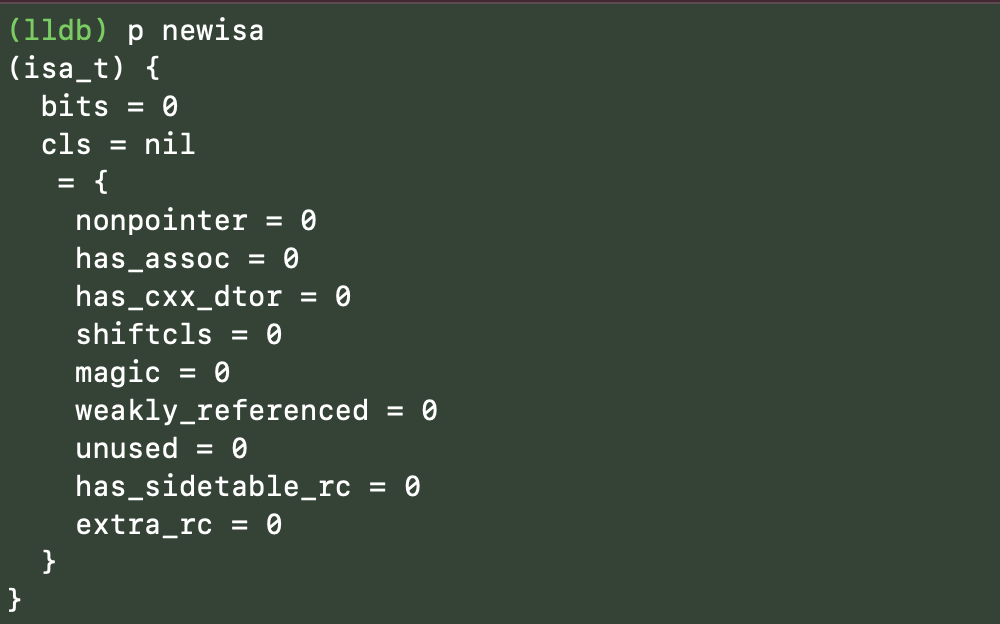 (lldb) p newisa
(isa_t) {
  bits = 0
  cls = nil
   = {
    nonpointer = 0
    has_assoc = 0
    has_cxx_dtor = 0
    shiftcls = 0
    magic = 0
    weakly_referenced = 0
    unused = 0
    has_sidetable_rc = 0
    extra_rc = 0
  }
}